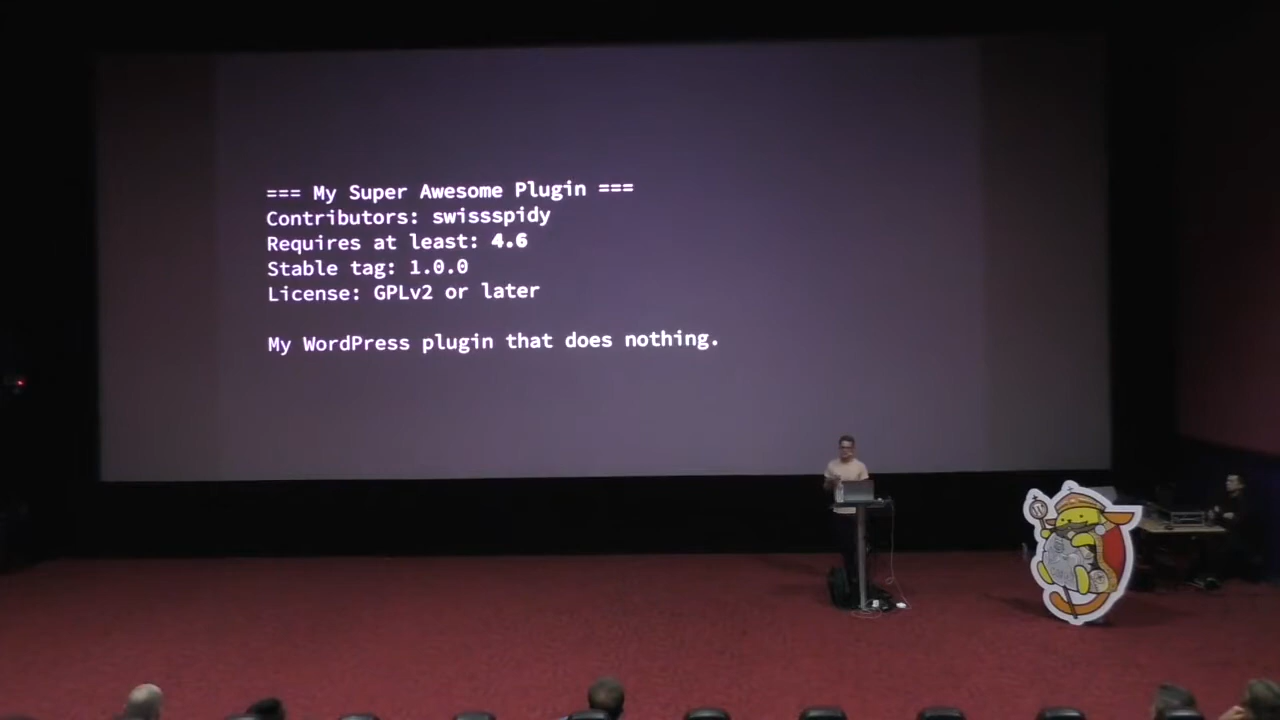 === My Super Awesome Plugin ===
Contributors: swissspidy
Requires at least: 4.6
Stable tag: 1.0.0
License: GPLv2 or later
My WordPress plugin that does nothing.